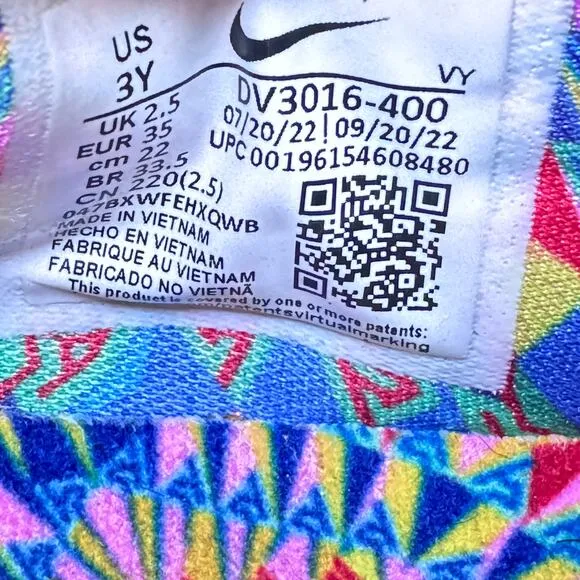 US
3Y
UK 2.5
EUR 35
cm 22
BR 33.5
CN 220(2.5)
047BXWFEHXQWB
MADE IN VIETNAM
HECHO EN VIETNAM
FABRIQUE AU VIETNAM
FABRICADO NO VIETNÃ
VY
DV3016-400
07/20/22 | 09/20/22
UPC 00196154608480
This product is covered by one or more patents: